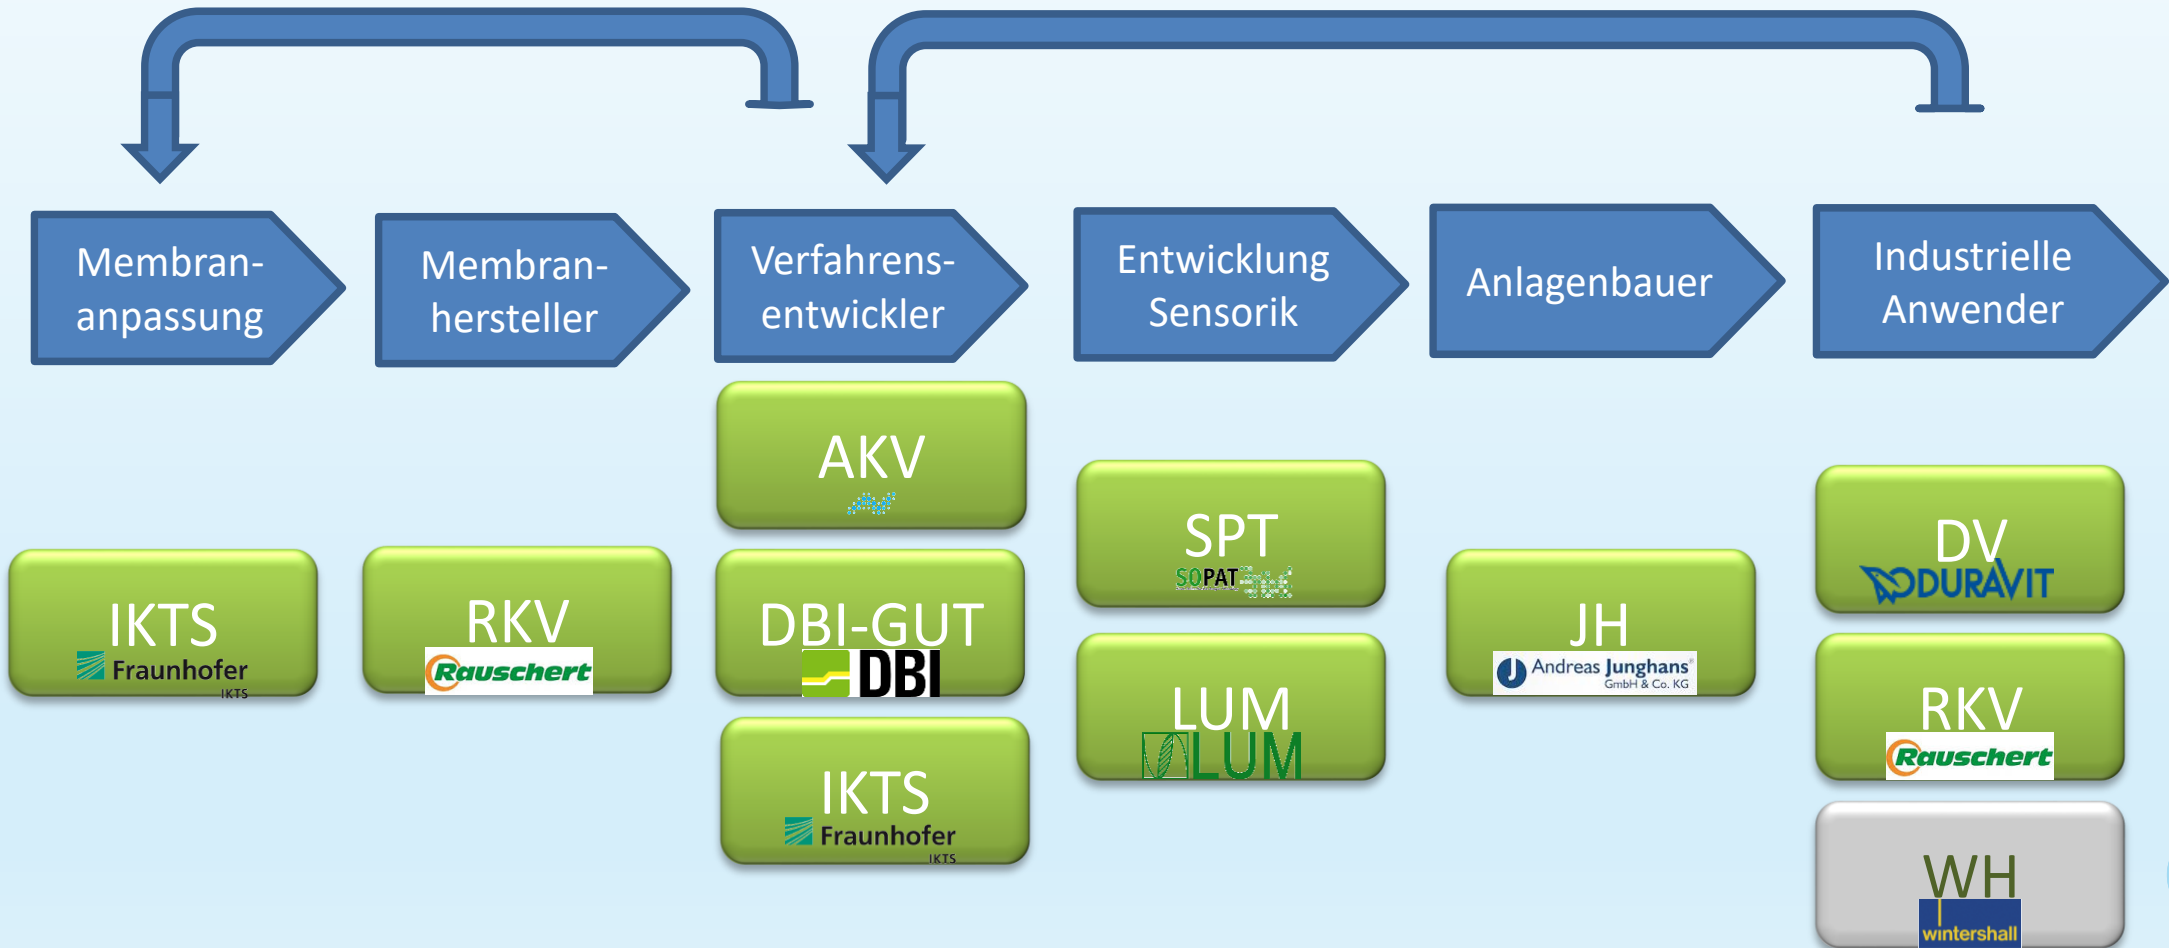 Membran-
anpassung
Membran-
hersteller
Verfahrens-
entwickler
Entwicklung
Sensorik
Anlagenbauer
Industrielle
Anwender
IKTS
Fraunhofer
IKTS
RKV
Rauschert
AKV
DBI-GUT
DBI
IKTS
Fraunhofer
IKTS
SPT
SOPAT
LUM
LUM
JH
Andreas Junghans®
GmbH & Co. KG
DV
DURAVIT
RKV
Rauschert
WH
wintershall